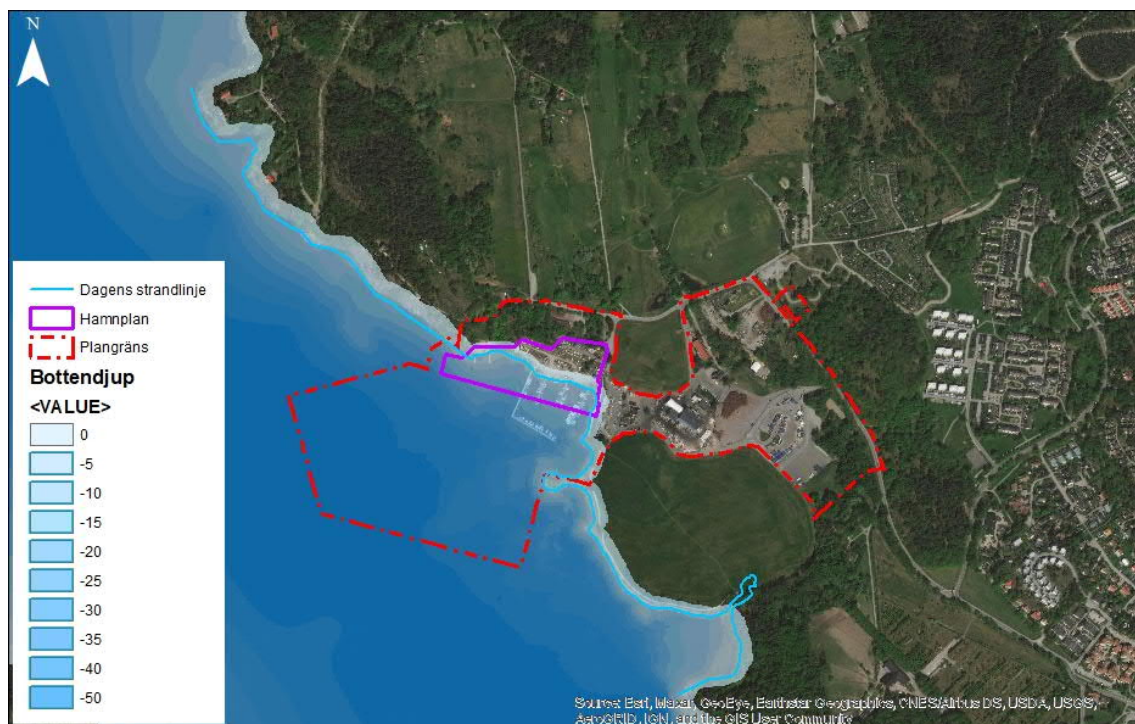 N
Dagens strandlinje
Hamnplan
Plangräns
Bottendjup
<VALUE>
0
-5
-10
-15
-20
-25
-30
-35
-40
-50
Source: Esri, Maxar, GeoEye, Earthstar Geographics, CNES/Airbus DS, USDA, USGS,
AeroGRID, IGN, and the GIS User Community